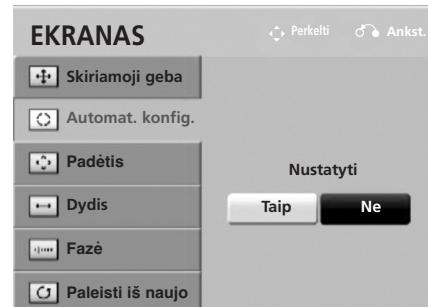 EKRANAS
Perkelti
Ankst.
Skiriamoji geba
Automat. konfig.
Padėtis
Dydis
Fazė
Paleisti iš naujo
Nustatyti
Taip
Ne